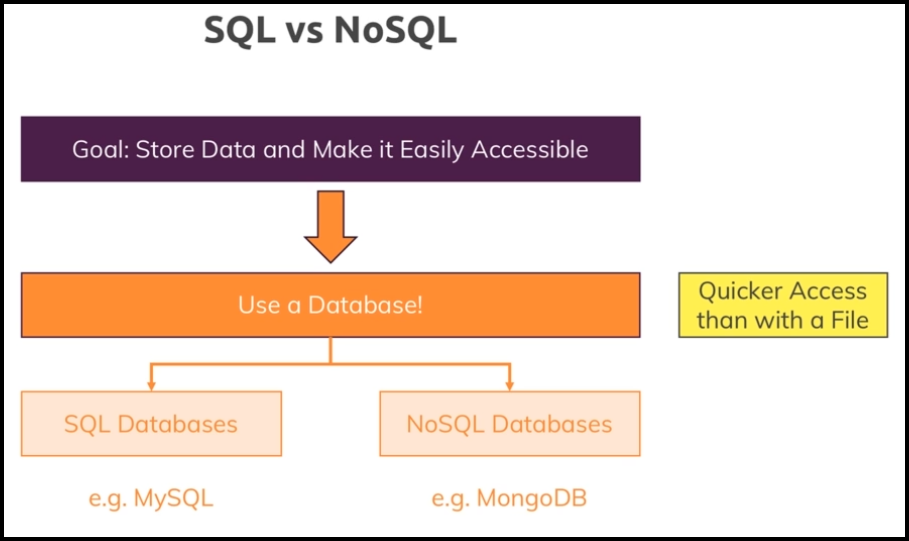 SQL vs NoSQL
Goal: Store Data and Make it Easily Accessible
Use a Database!
Quicker Access
than with a File
SQL Databases
NoSQL Databases
e.g. MySQL
e.g. MongoDB